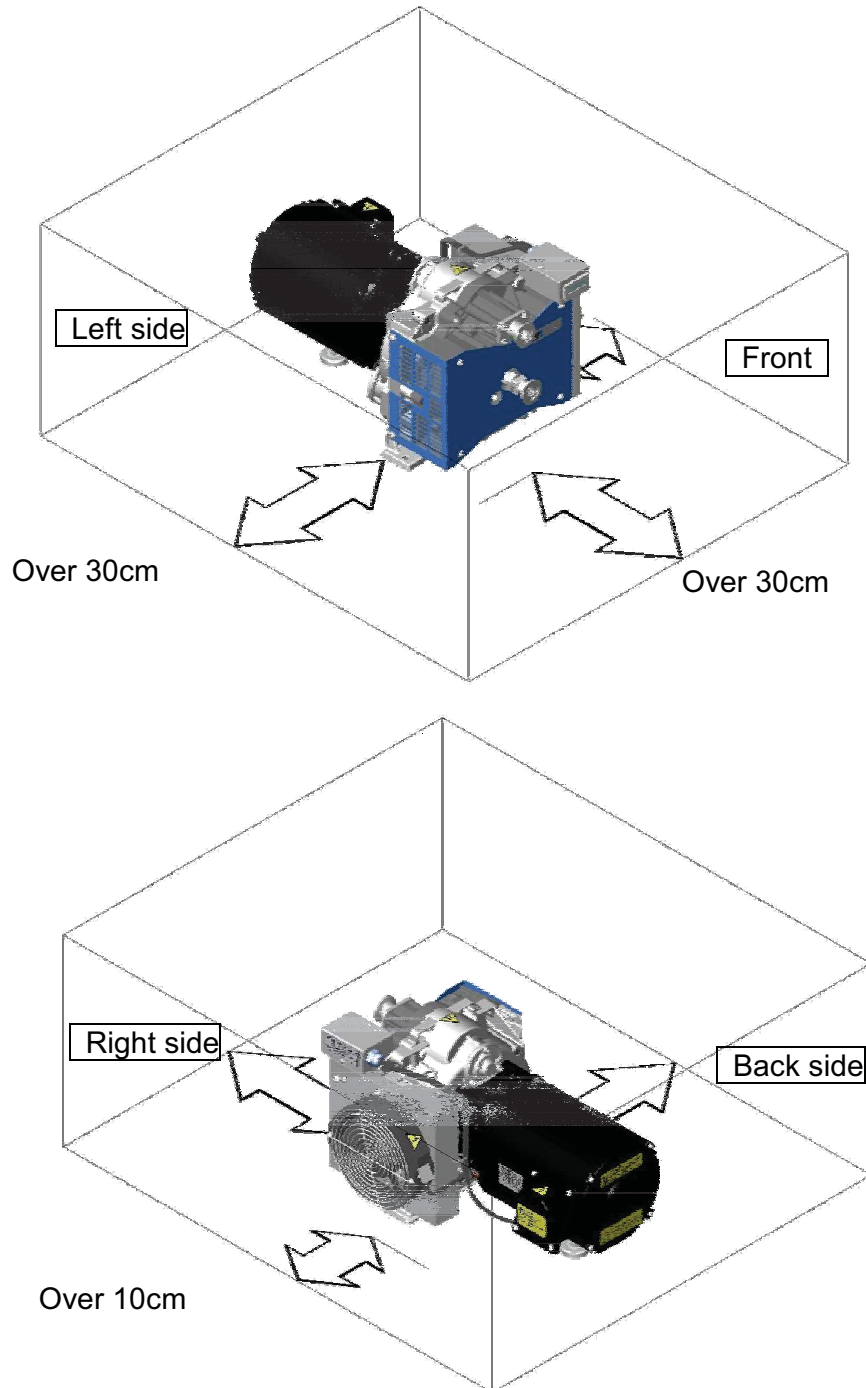 Left side
Front
Over 30cm
Over 30cm
Right side
Back side
Over 10cm